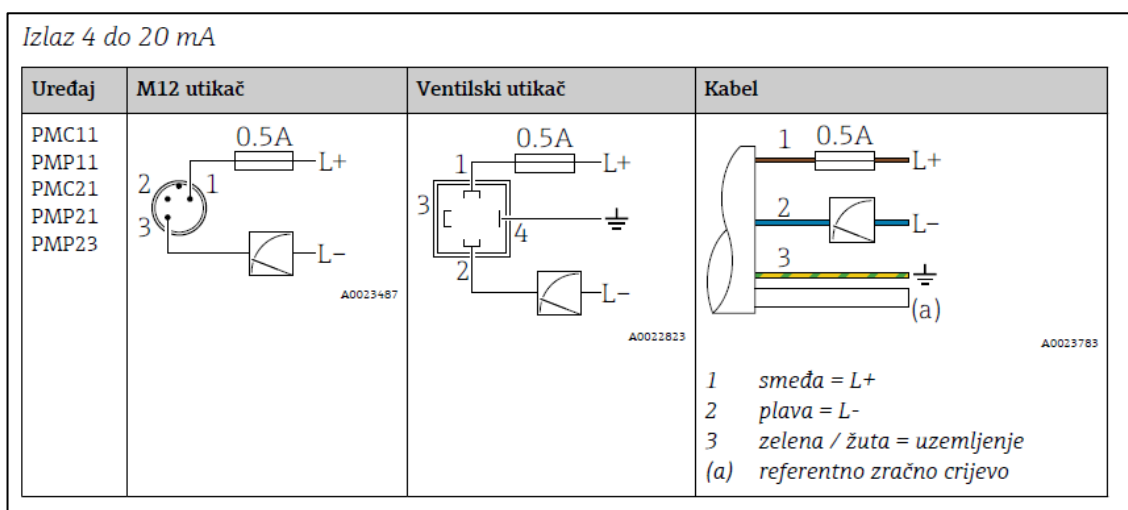 Izlaz 4 do 20 mA
Uređaj
M12 utikač
Ventilski utikač
Kabel
PMC11
PMP11
PMC21
PMP21
PMP23
0.5A
L+
2
1
3
L−
A0023487
0.5A
1
L+
3
4
2
L−
A0022823
1
0.5A
L+
2
L−
3
(a)
A0023783
1 smeđa = L+
2 plava = L-
3 zelena / žuta = uzemljenje
(a) referentno zračno crijevo